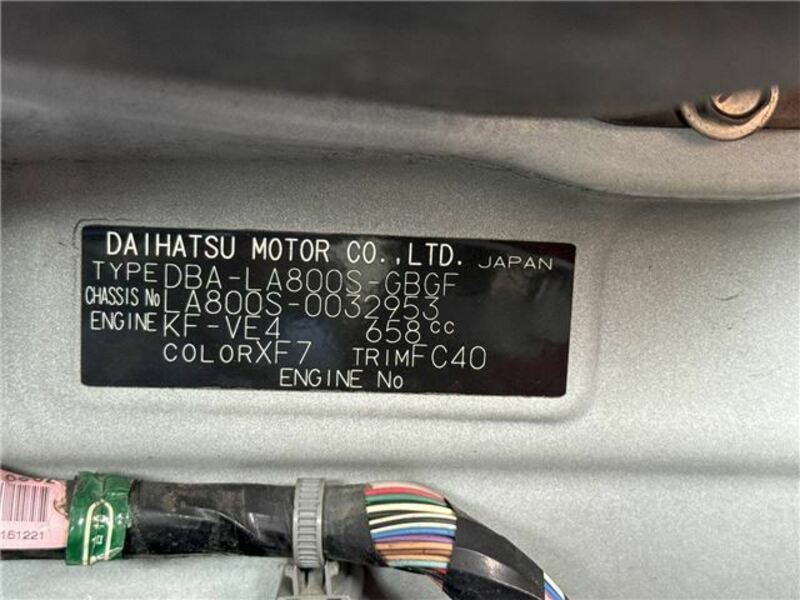 DAIHATSU MOTOR CO.,LTD. JAPAN
TYPE DBA-LA800S-GBGF
CHASSIS No LA800S-0032953
ENGINE KF-VE4 658cc
COLOR XF7 TRIM FC40
ENGINE No
161221